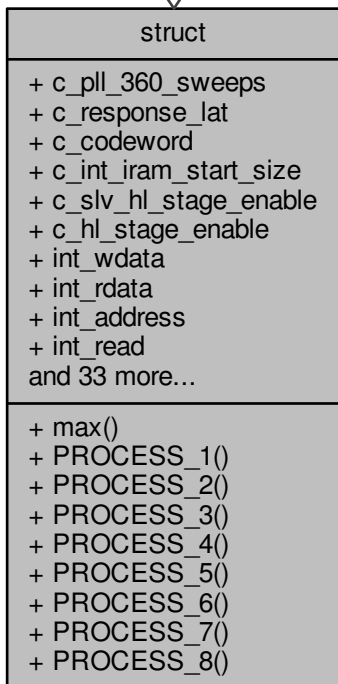 struct
+ c_pll_360_sweeps
+ c_response_lat
+ c_codeword
+ c_int_iram_start_size
+ c_slv_hl_stage_enable
+ c_hl_stage_enable
+ int_wdata
+ int_rdata
+ int_address
+ int_read
and 33 more...
+ max()
+ PROCESS_1()
+ PROCESS_2()
+ PROCESS_3()
+ PROCESS_4()
+ PROCESS_5()
+ PROCESS_6()
+ PROCESS_7()
+ PROCESS_8()